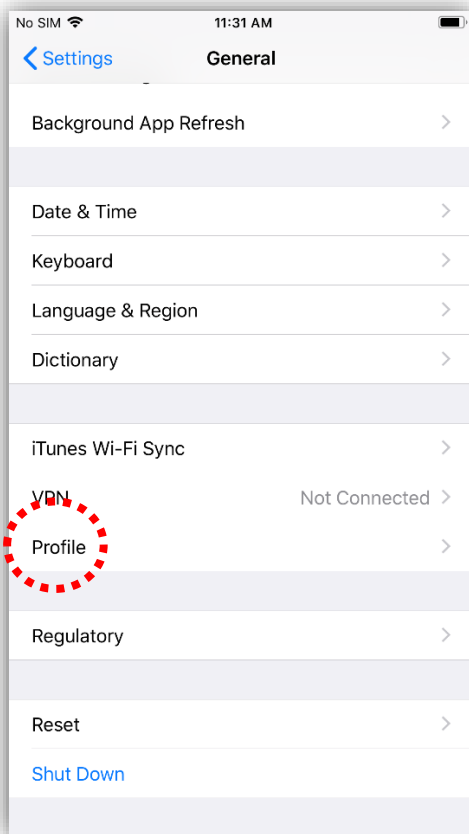 No SIM 11:31 AM
Settings General
Background App Refresh
Date & Time
Keyboard
Language & Region
Dictionary
iTunes Wi-Fi Sync
VPN Not Connected
Profile
Regulatory
Reset
Shut Down